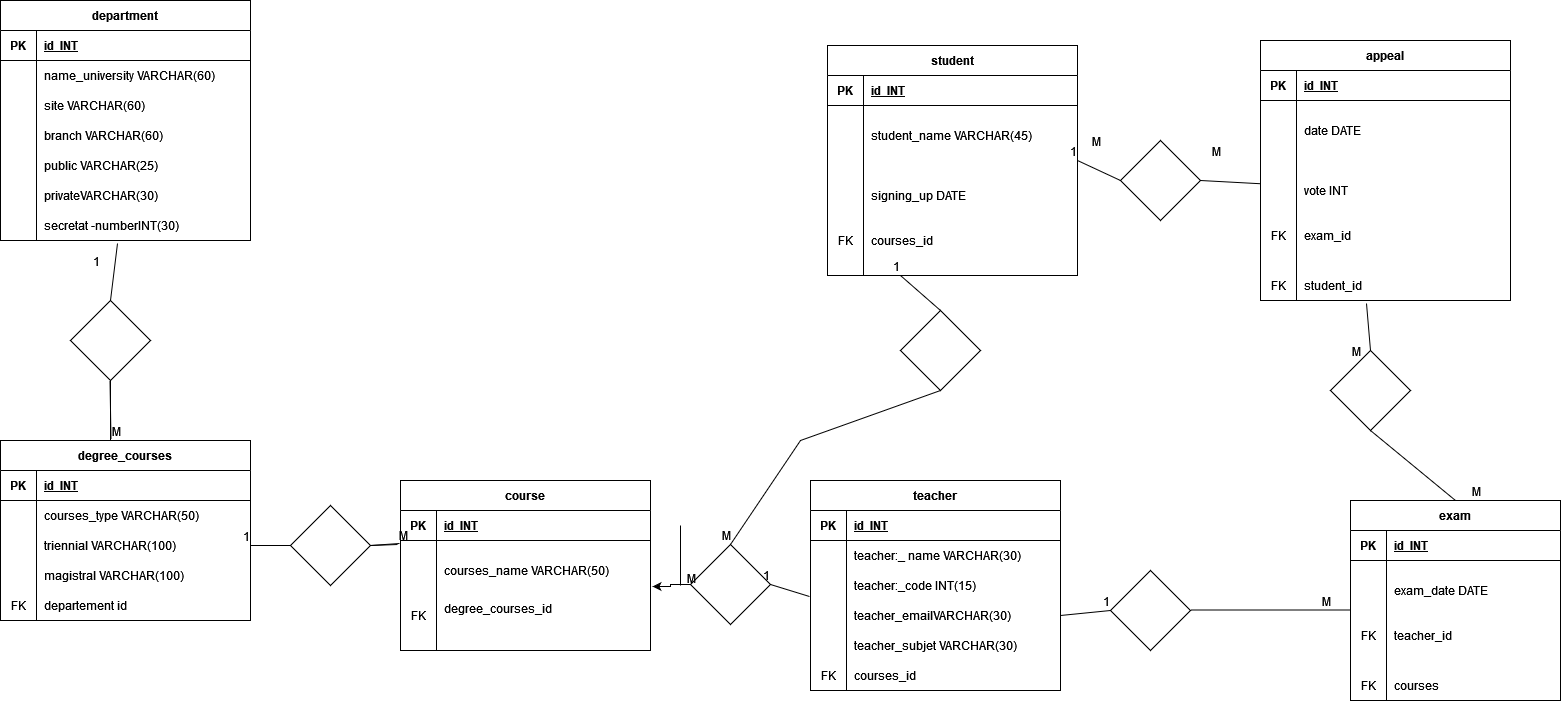 department
PK id_INT
name_university VARCHAR(60)
site VARCHAR(60)
branch VARCHAR(60)
public VARCHAR(25)
privateVARCHAR(30)
secretat -numberINT(30)
1
M
degree_courses
PK id_INT
courses_type VARCHAR(50)
triennial VARCHAR(100)
magistral VARCHAR(100)
FK departement id
1
M
course
PK id_INT
courses_name VARCHAR(50)
FK degree_courses_id
student
PK id_INT
student_name VARCHAR(45)
signing_up DATE
FK courses_id
1
M
M
1
M
M
1
teacher
PK id_INT
teacher:_ name VARCHAR(30)
teacher:_code INT(15)
teacher_emailVARCHAR(30)
teacher_subjet VARCHAR(30)
FK courses_id
1
M
appeal
PK id_INT
date DATE
vote INT
FK exam_id
FK student_id
M
M
exam
PK id_INT
exam_date DATE
FK teacher_id
FK courses